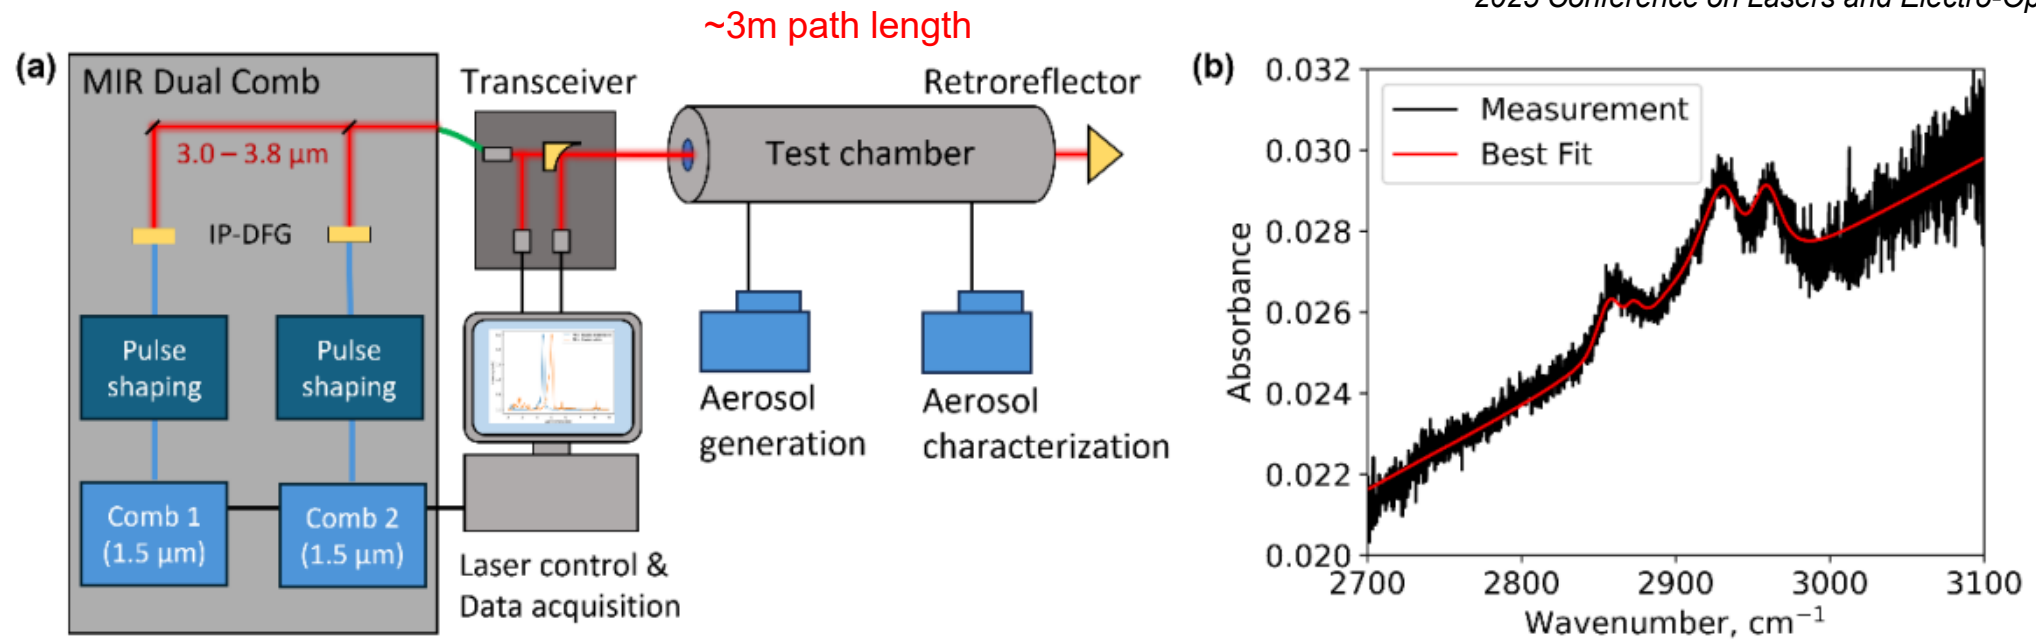 2025 Conference on Lasers and Electro-Op
~3m path length
(a)
MIR Dual Comb
3.0 – 3.8 μm
IP-DFG
Pulse
shaping
Pulse
shaping
Comb 1
(1.5 μm)
Comb 2
(1.5 μm)
Transceiver
Laser control &
Data acquisition
Test chamber
Retroreflector
Aerosol
generation
Aerosol
characterization
(b)
Measurement
Best Fit
Absorbance
0.032
0.030
0.028
0.026
0.024
0.022
0.020
2700 2800 2900 3000 3100
Wavenumber, cm⁻¹